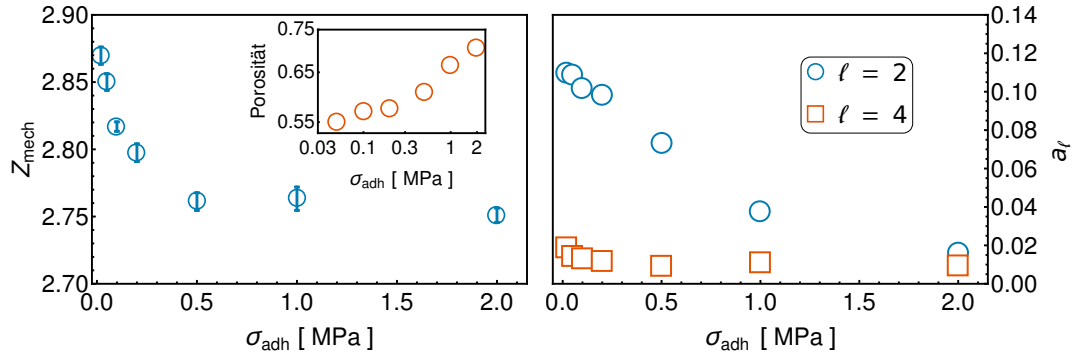 2.90
2.85
2.80
2.75
2.70
Z_mech
0.0 0.5 1.0 1.5 2.0
σ_adh [ MPa ]
0.75
0.65
0.55
Porosität
0.03 0.1 0.3 1 2
σ_adh [ MPa ]
ℓ = 2
ℓ = 4
0.14
0.12
0.10
0.08
0.06
0.04
0.02
0.00
a_ℓ
0.0 0.5 1.0 1.5 2.0
σ_adh [ MPa ]